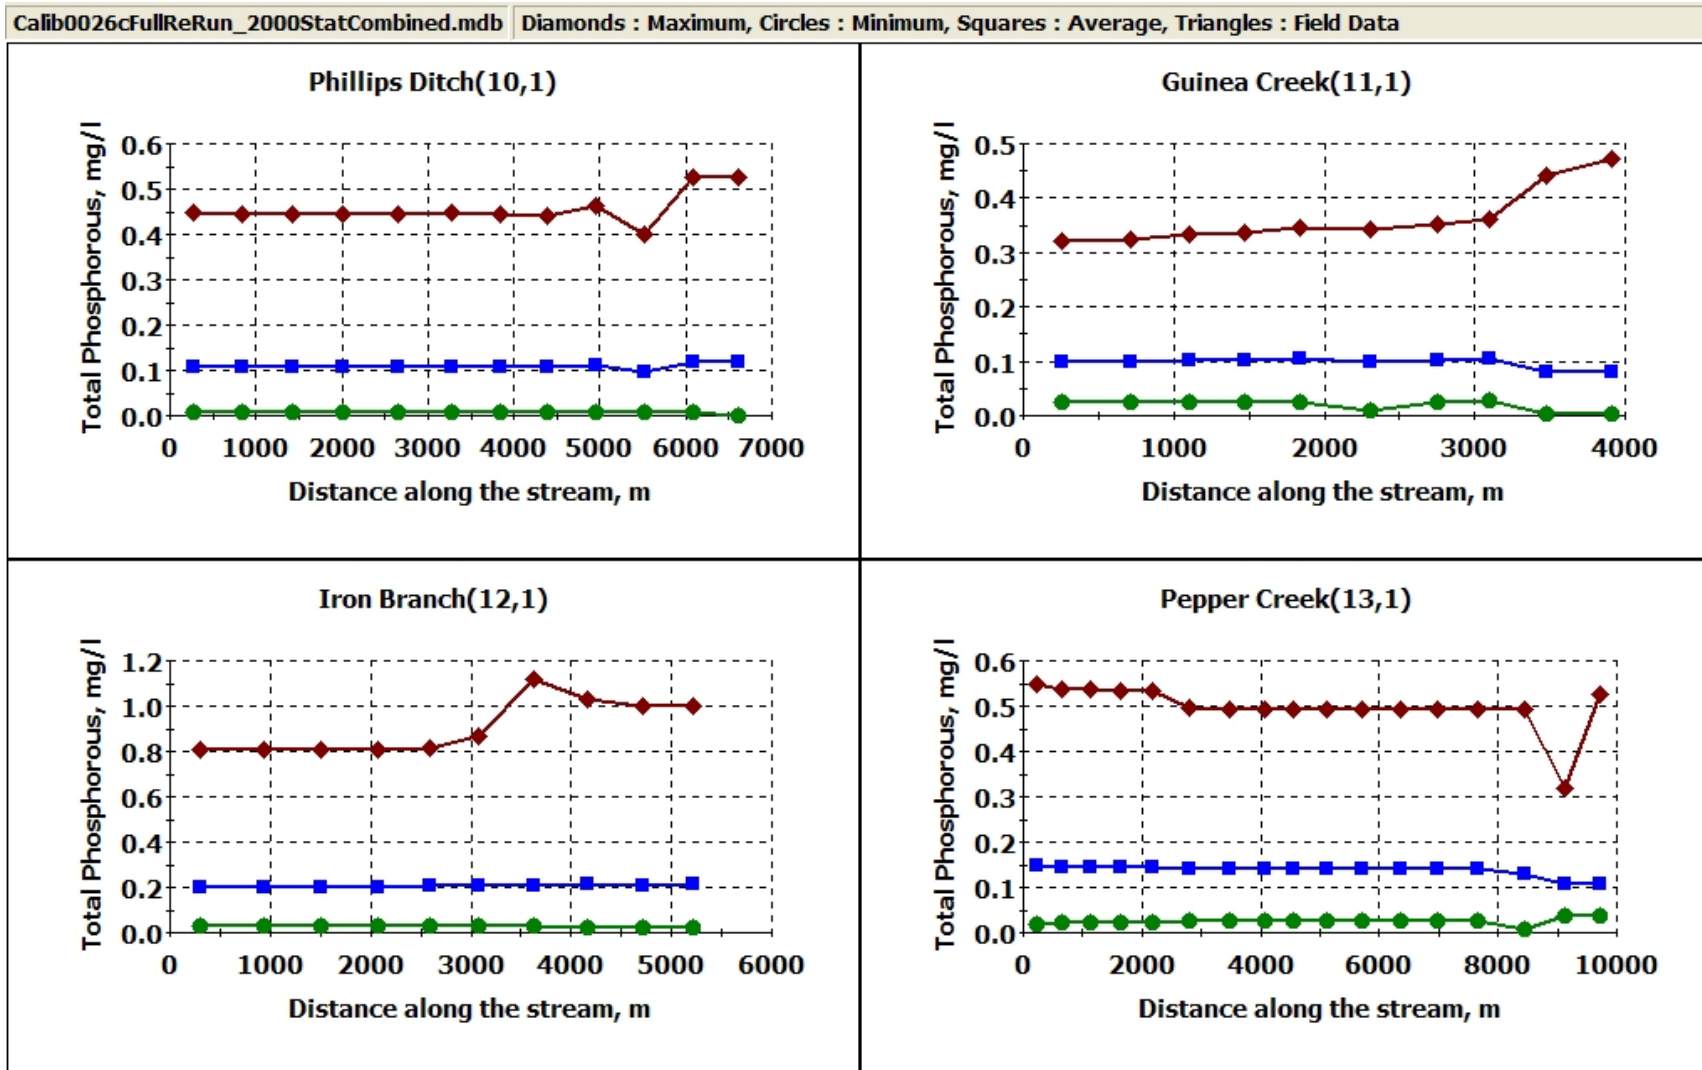 Calib0026cFullReRun_2000StatCombined.mdb Diamonds : Maximum, Circles : Minimum, Squares : Average, Triangles : Field Data
Phillips Ditch(10,1)
Total Phosphorous, mg/l
0.6
0.5
0.4
0.3
0.2
0.1
0.0
0 1000 2000 3000 4000 5000 6000 7000
Distance along the stream, m
Guinea Creek(11,1)
Total Phosphorous, mg/l
0.5
0.4
0.3
0.2
0.1
0.0
0 1000 2000 3000 4000
Distance along the stream, m
Iron Branch(12,1)
Total Phosphorous, mg/l
1.2
1.0
0.8
0.6
0.4
0.2
0.0
0 1000 2000 3000 4000 5000 6000
Distance along the stream, m
Pepper Creek(13,1)
Total Phosphorous, mg/l
0.6
0.5
0.4
0.3
0.2
0.1
0.0
0 2000 4000 6000 8000 10000
Distance along the stream, m